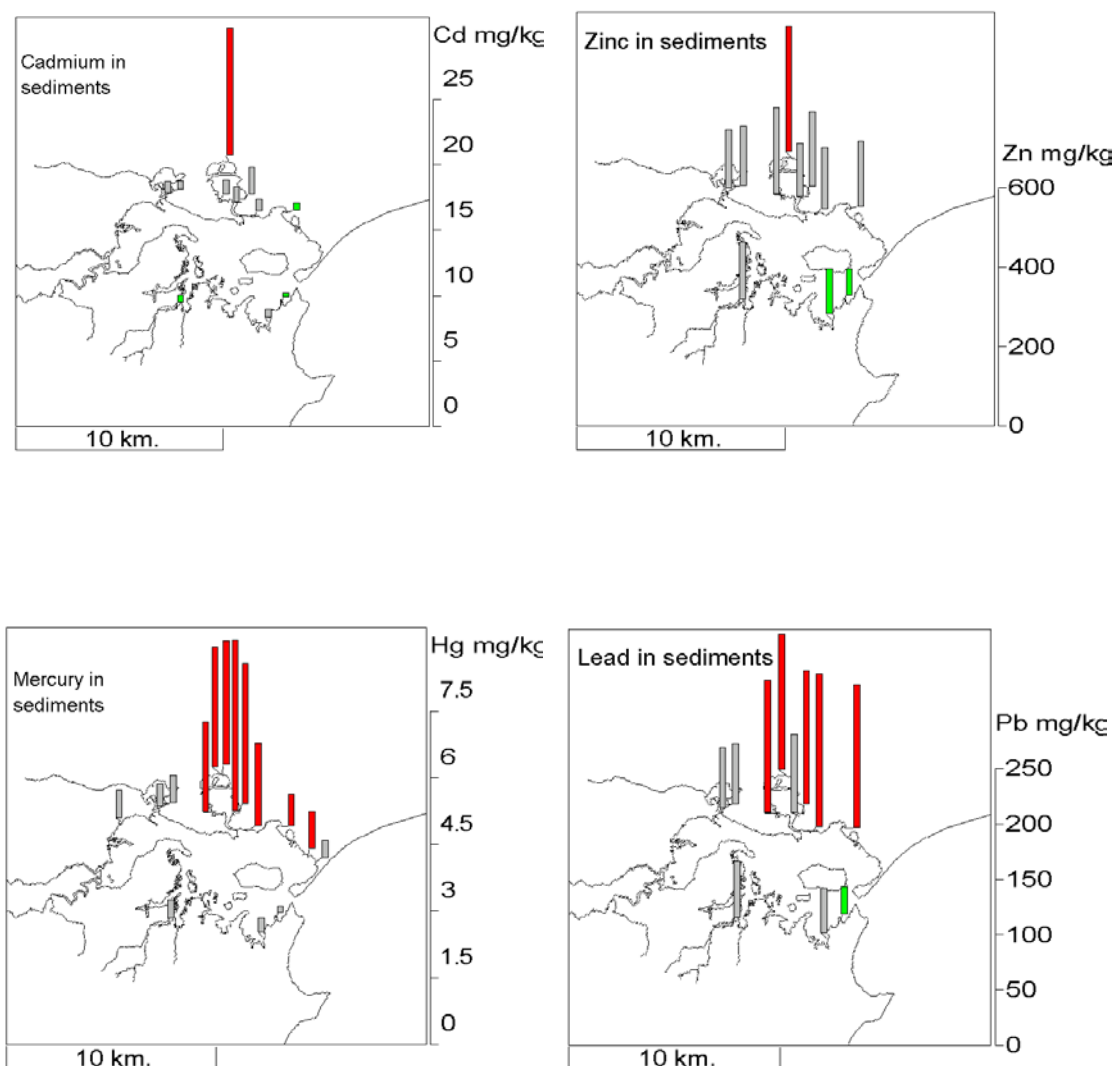 Cadmium in
sediments
Cd mg/kg
25
20
15
10
5
0
10 km.
Zinc in sediments
Zn mg/kg
600
400
200
0
10 km.
Mercury in
sediments
Hg mg/kg
7.5
6
4.5
3
1.5
0
10 km.
Lead in sediments
Pb mg/kg
250
200
150
100
50
0
10 km.